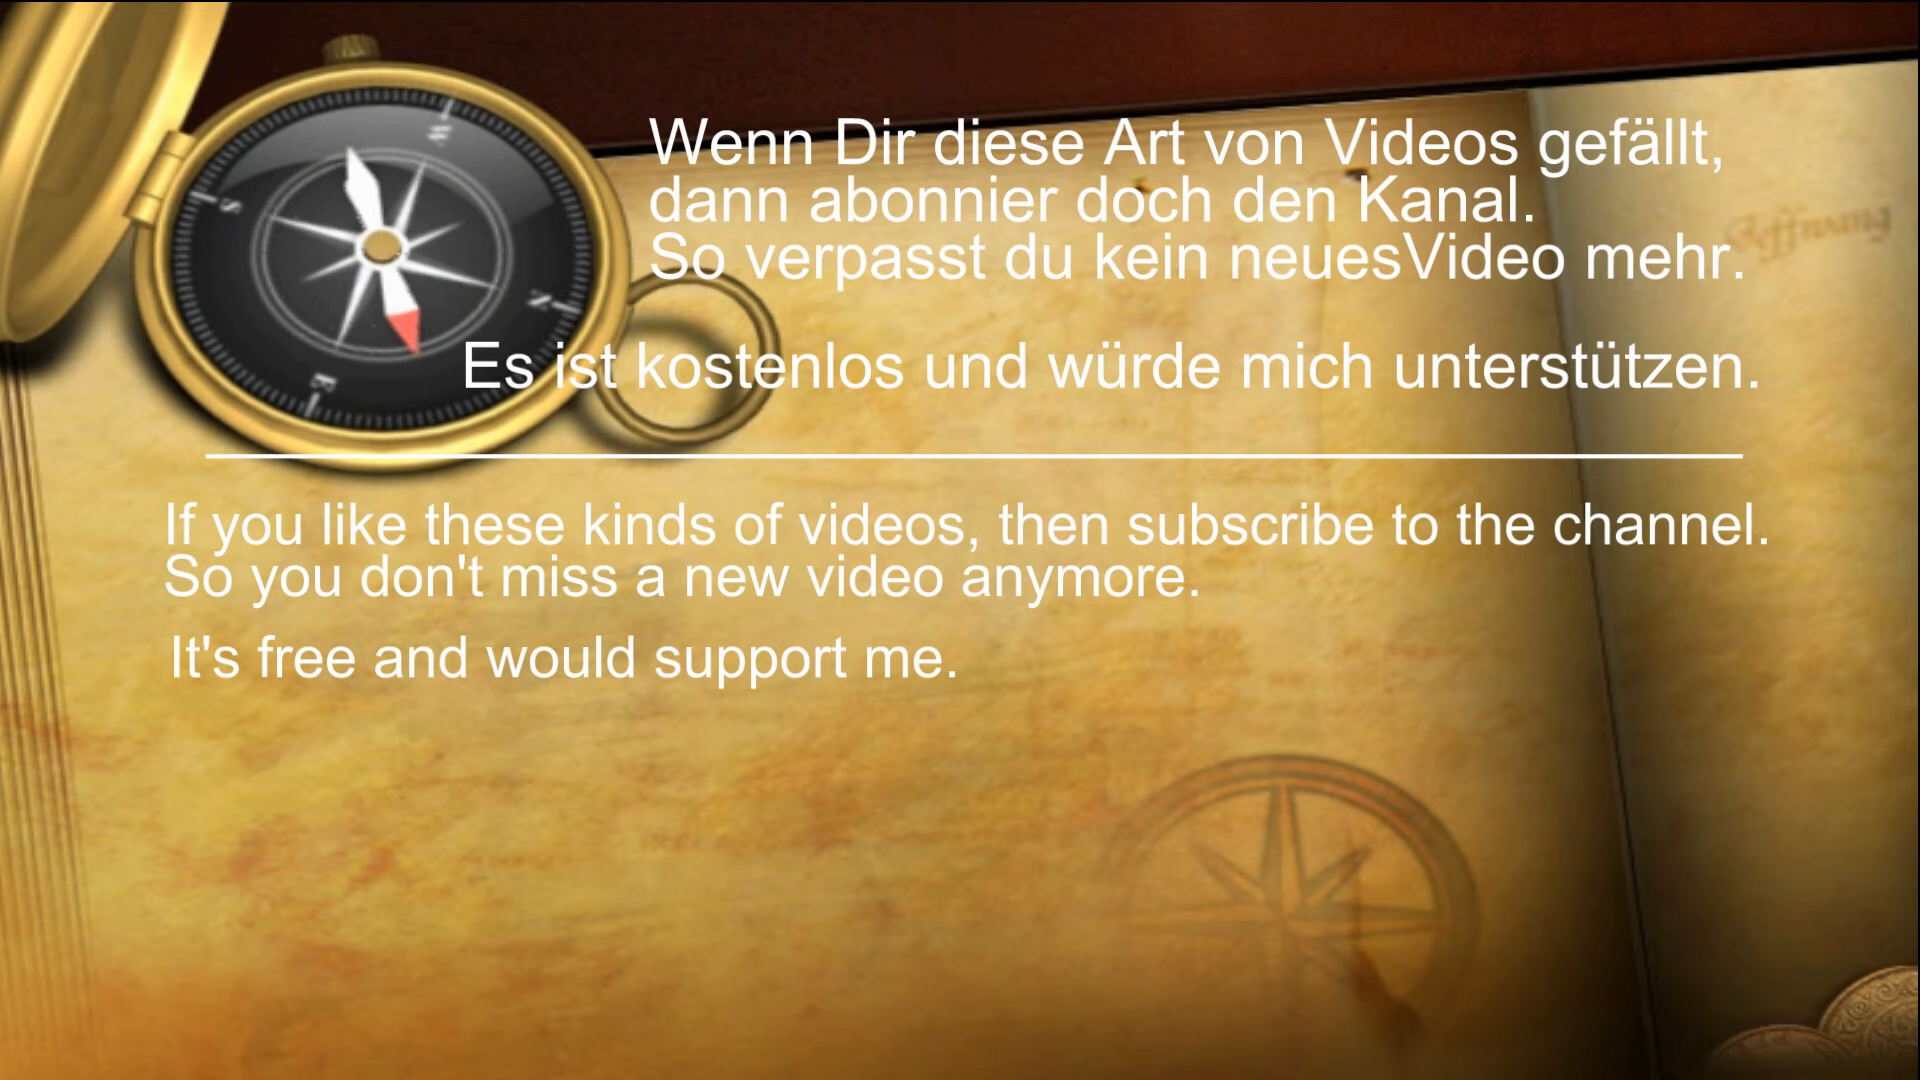 Wenn Dir diese Art von Videos gefällt,
dann abonnier doch den Kanal.
So verpasst du kein neuesVideo mehr.
Es ist kostenlos und würde mich unterstützen.
If you like these kinds of videos, then subscribe to the channel.
So you don't miss a new video anymore.
It's free and would support me.
W
S
N
E